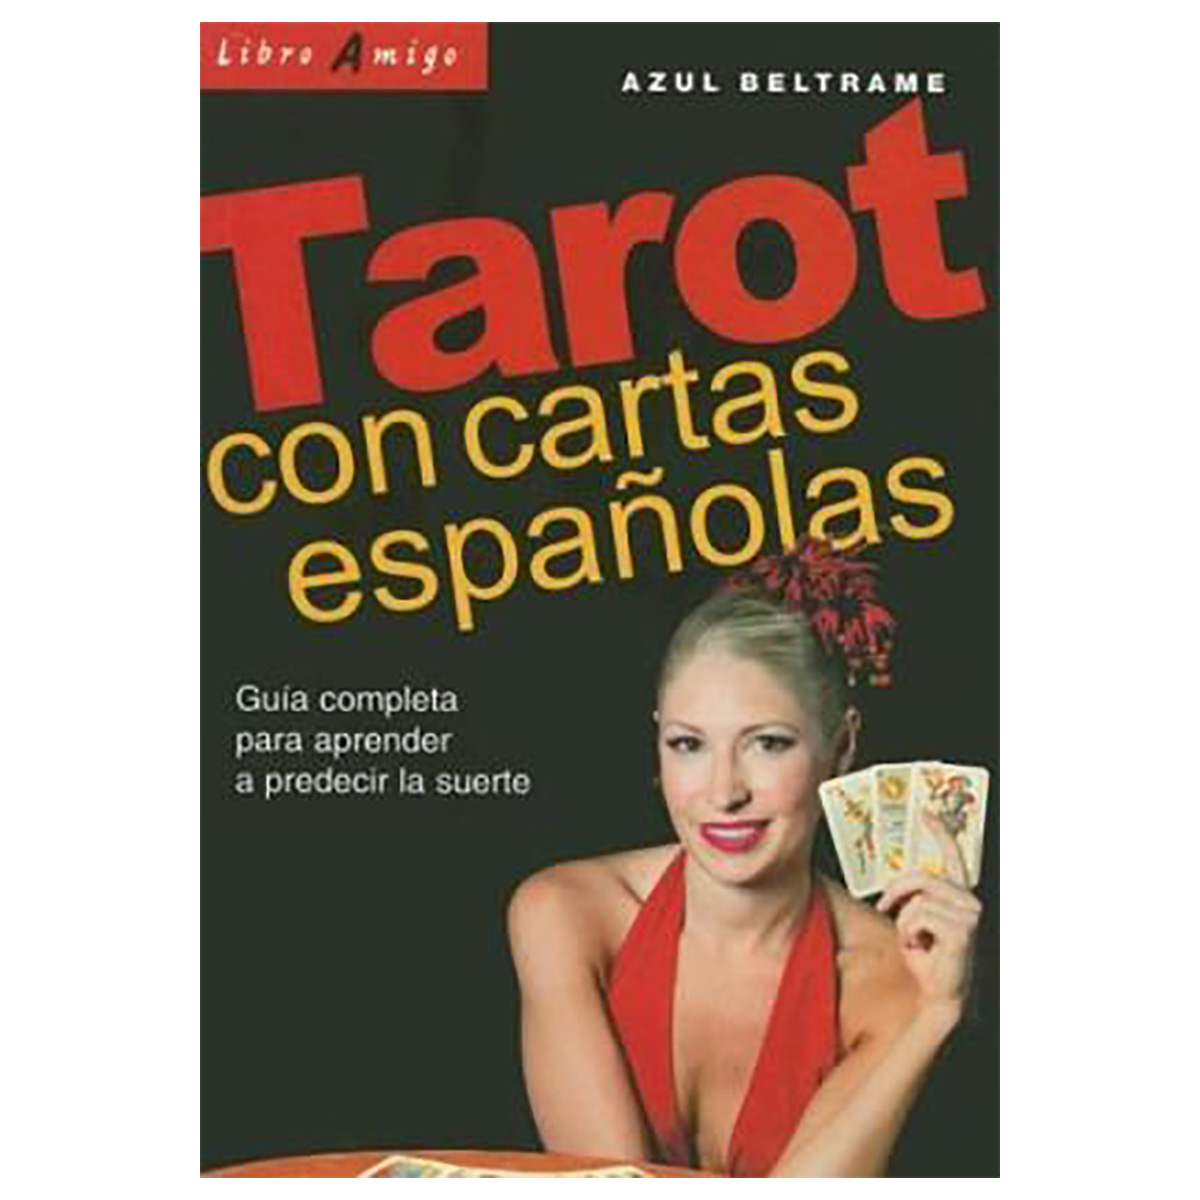 Libro Amigo
AZUL BELTRAME
Tarot
con cartas
españolas
Guía completa
para aprender
a predecir la suerte